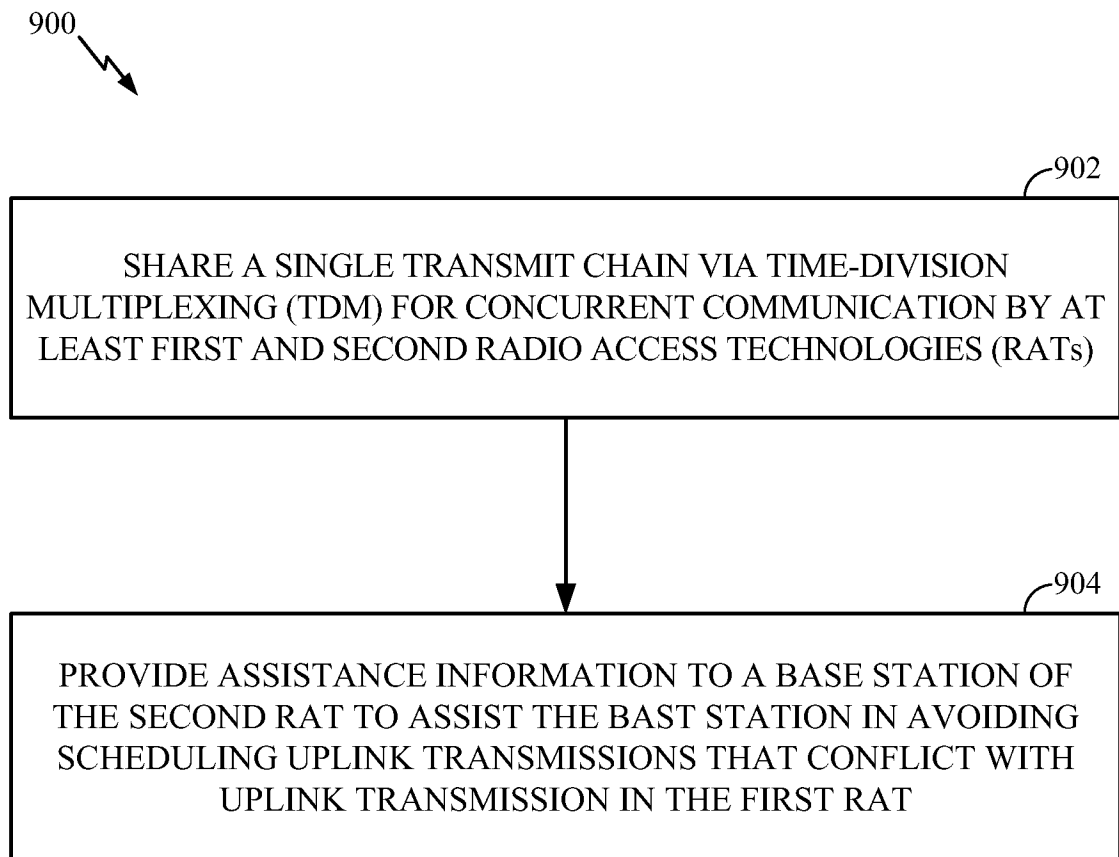 900
902
SHARE A SINGLE TRANSMIT CHAIN VIA TIME-DIVISION
MULTIPLEXING (TDM) FOR CONCURRENT COMMUNICATION BY AT
LEAST FIRST AND SECOND RADIO ACCESS TECHNOLOGIES (RATs)
904
PROVIDE ASSISTANCE INFORMATION TO A BASE STATION OF
THE SECOND RAT TO ASSIST THE BAST STATION IN AVOIDING
SCHEDULING UPLINK TRANSMISSIONS THAT CONFLICT WITH
UPLINK TRANSMISSION IN THE FIRST RAT